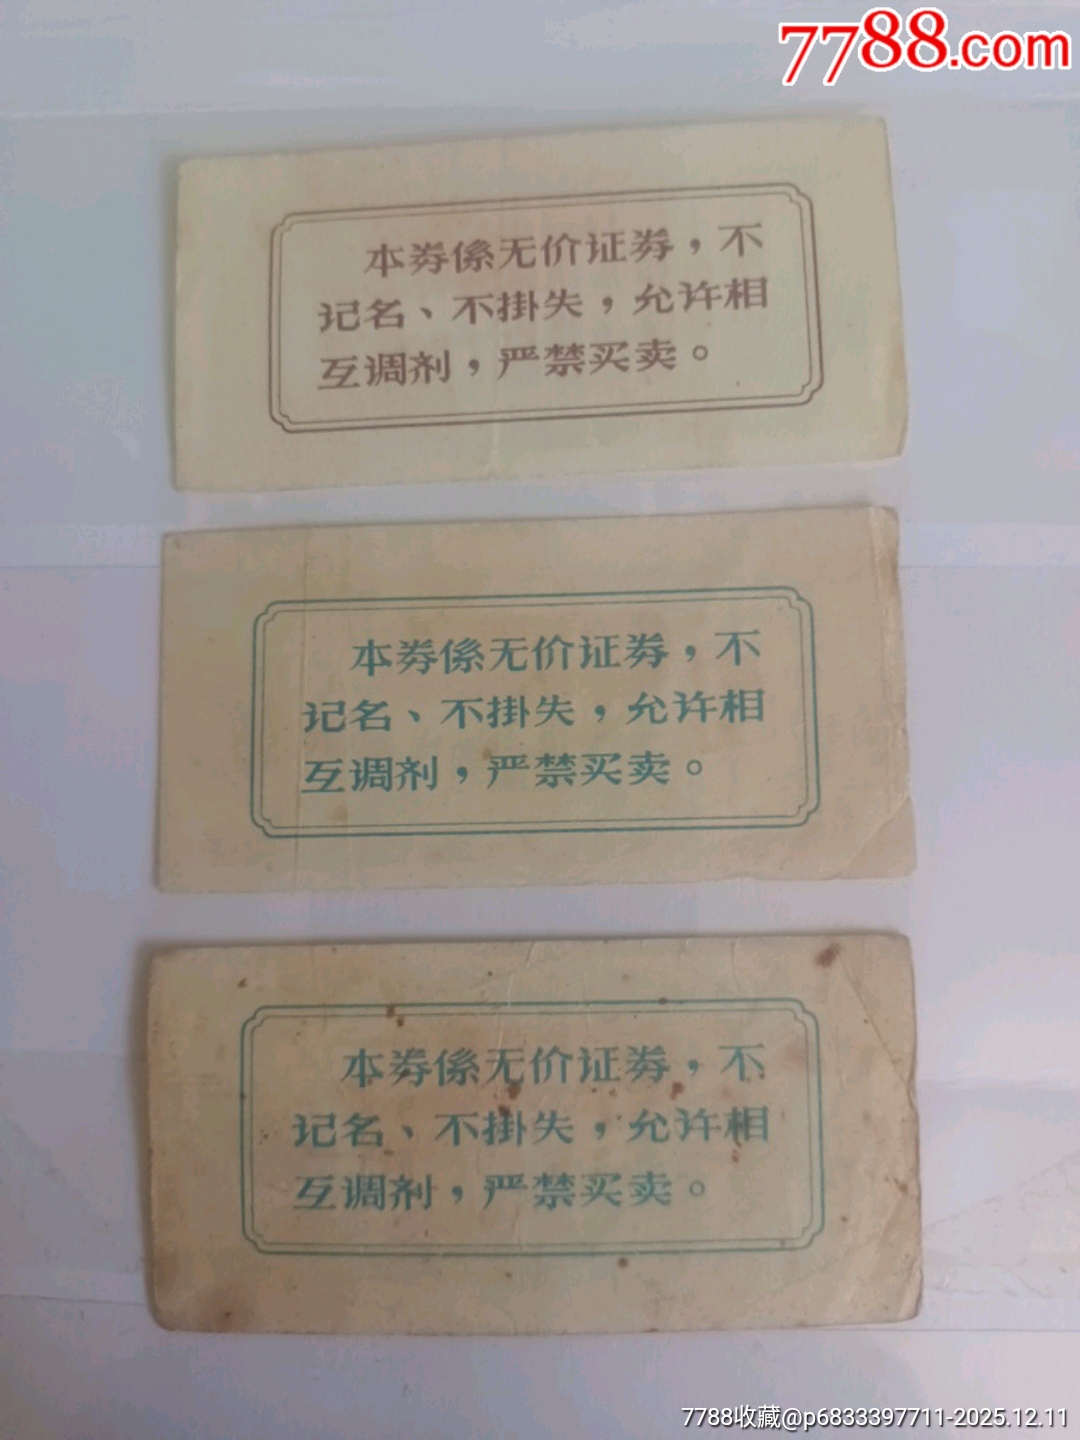 7788.com
本券係无价证券，不
记名、不掛失，允许相
互调剂，严禁买卖。
本券係无价证券，不
记名、不掛失，允许相
互调剂，严禁买卖。
本券係无价证券，不
记名、不掛失，允许相
互调剂，严禁买卖。
7788收藏@p6833397711-2025.12.11